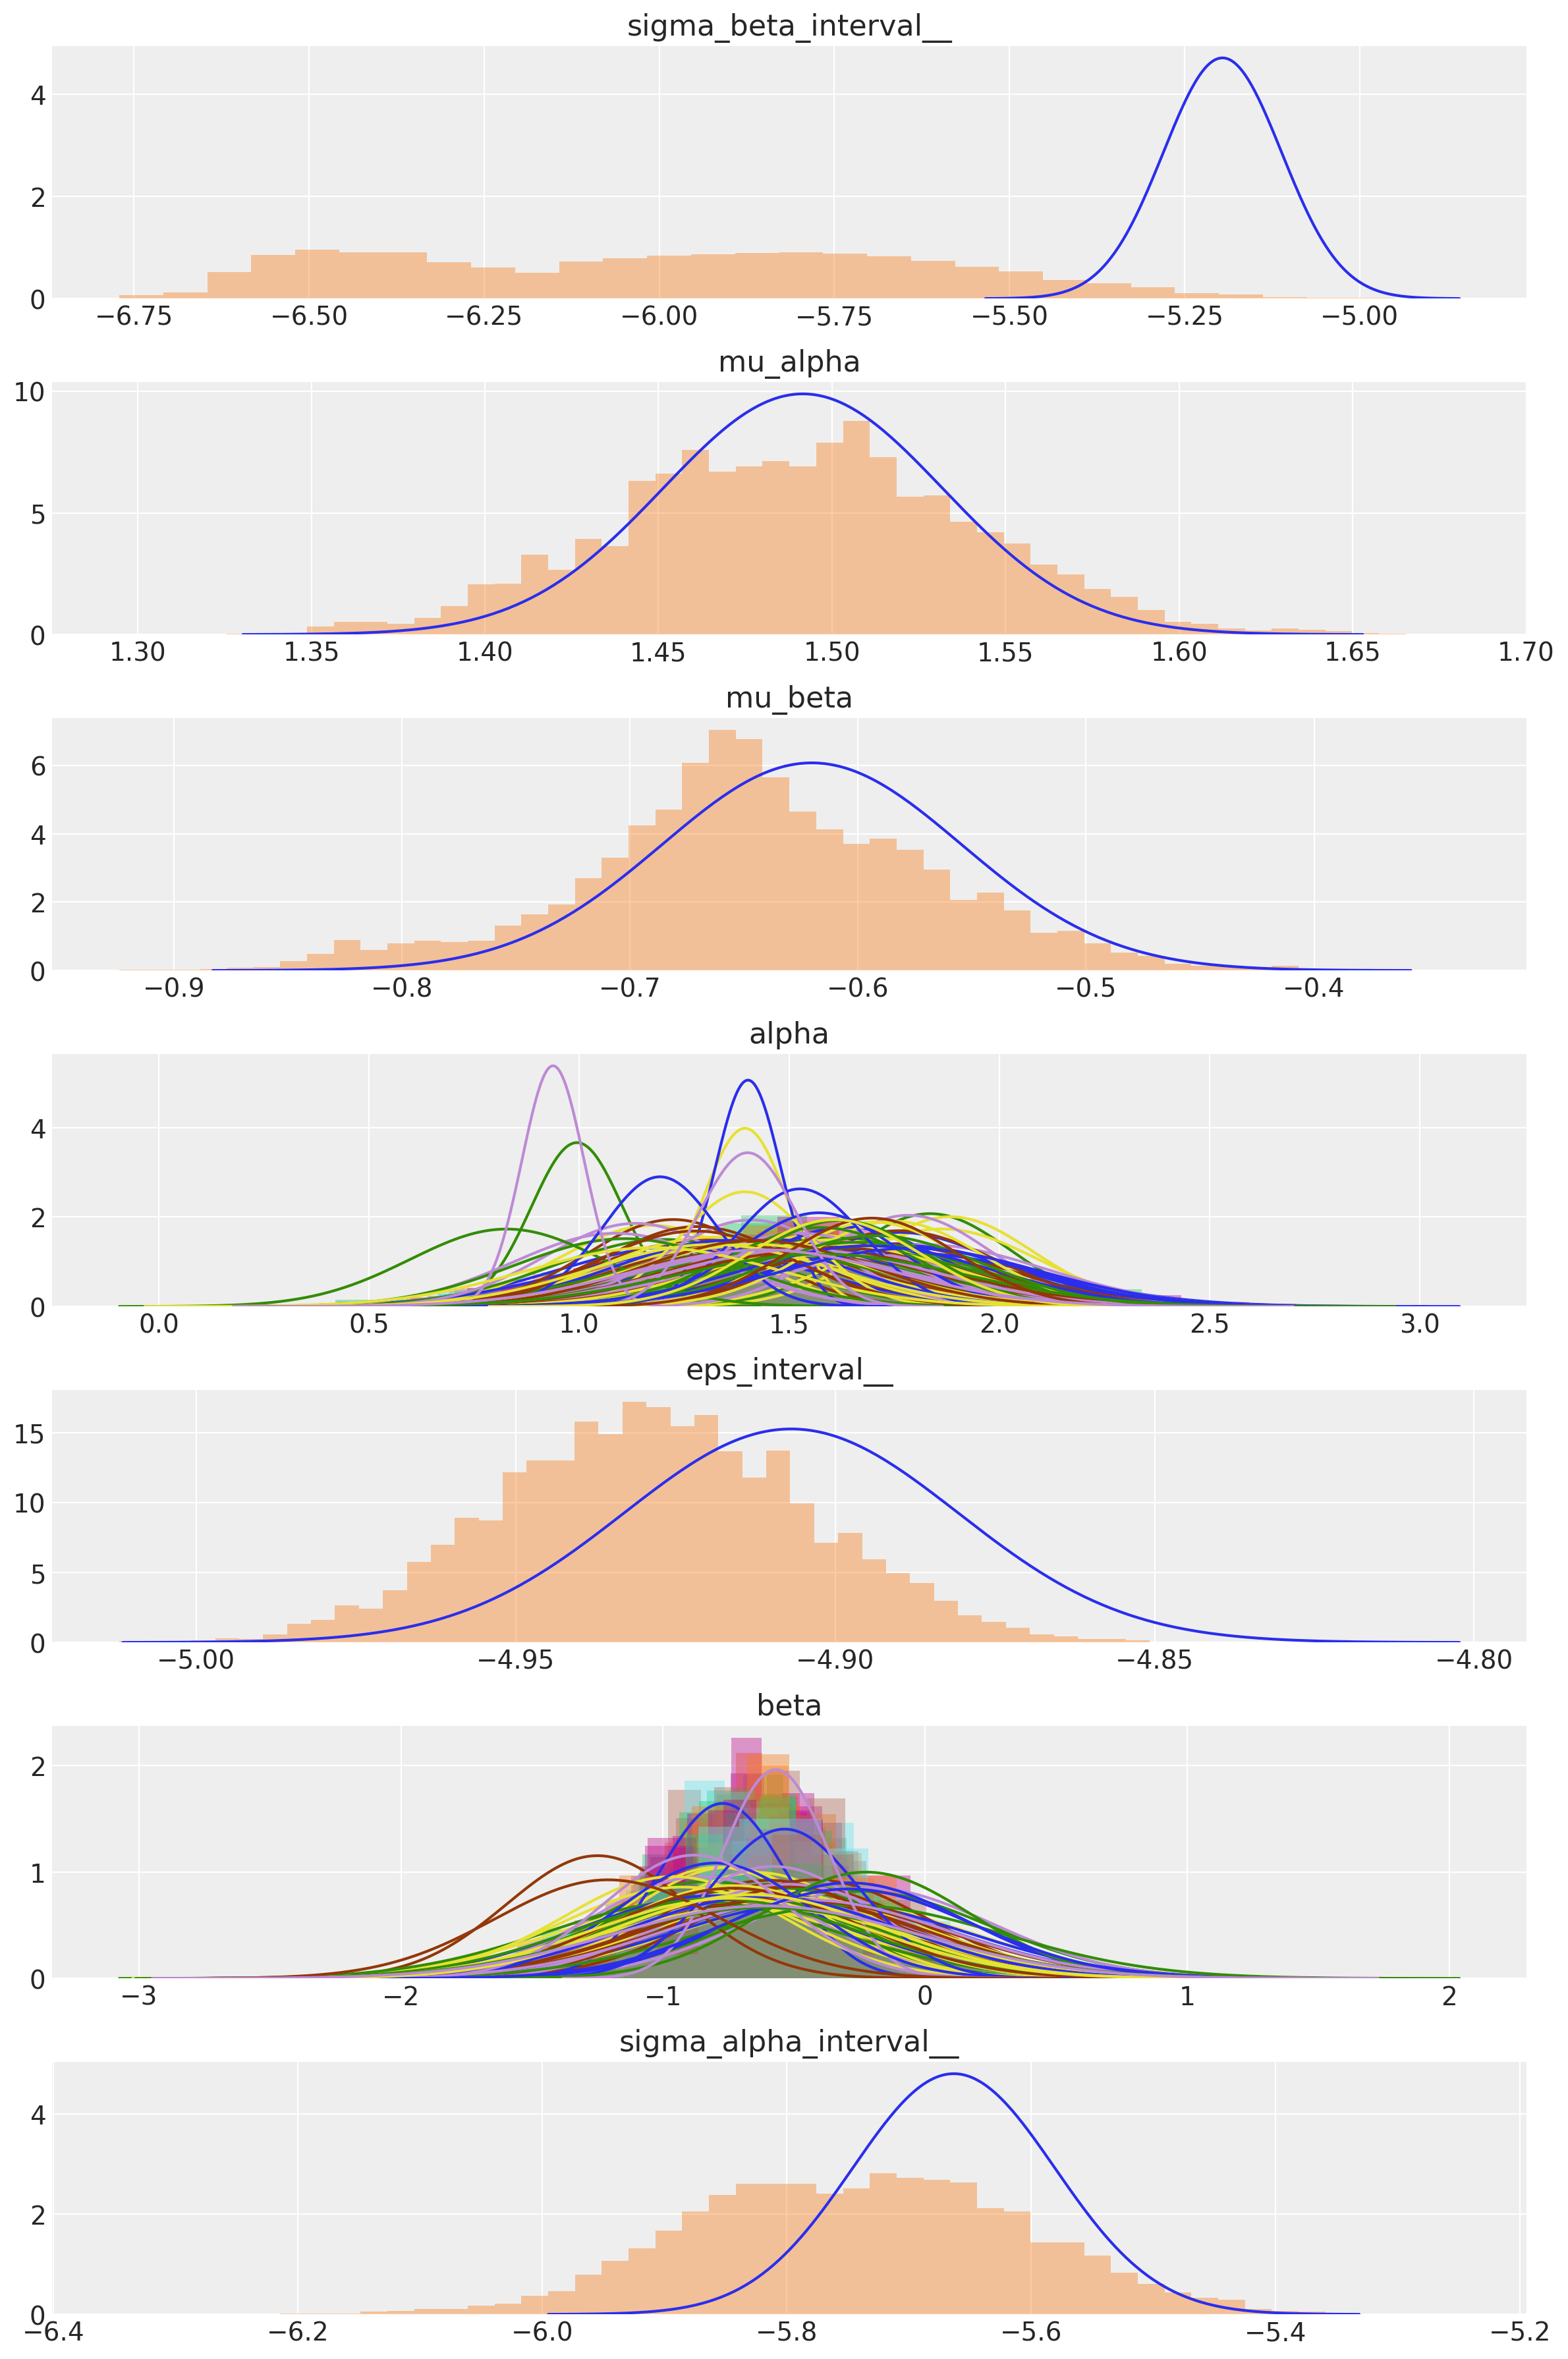 sigma_beta_interval__
4
2
0
−6.75 −6.50 −6.25 −6.00 −5.75 −5.50 −5.25 −5.00
mu_alpha
10
5
0
1.30 1.35 1.40 1.45 1.50 1.55 1.60 1.65 1.70
mu_beta
6
4
2
0
−0.9 −0.8 −0.7 −0.6 −0.5 −0.4
alpha
4
2
0
0.0 0.5 1.0 1.5 2.0 2.5 3.0
eps_interval__
15
10
5
0
−5.00 −4.95 −4.90 −4.85 −4.80
beta
2
1
0
−3 −2 −1 0 1 2
sigma_alpha_interval__
4
2
0
−6.4 −6.2 −6.0 −5.8 −5.6 −5.4 −5.2